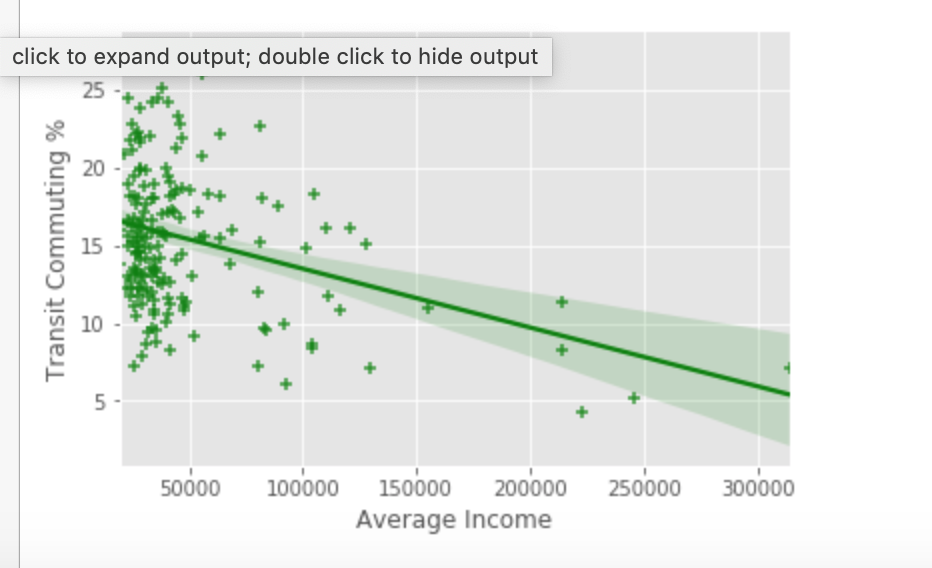 click to expand output; double click to hide output
25
20
15
10
5
Transit Commuting %
50000 100000 150000 200000 250000 300000
Average Income